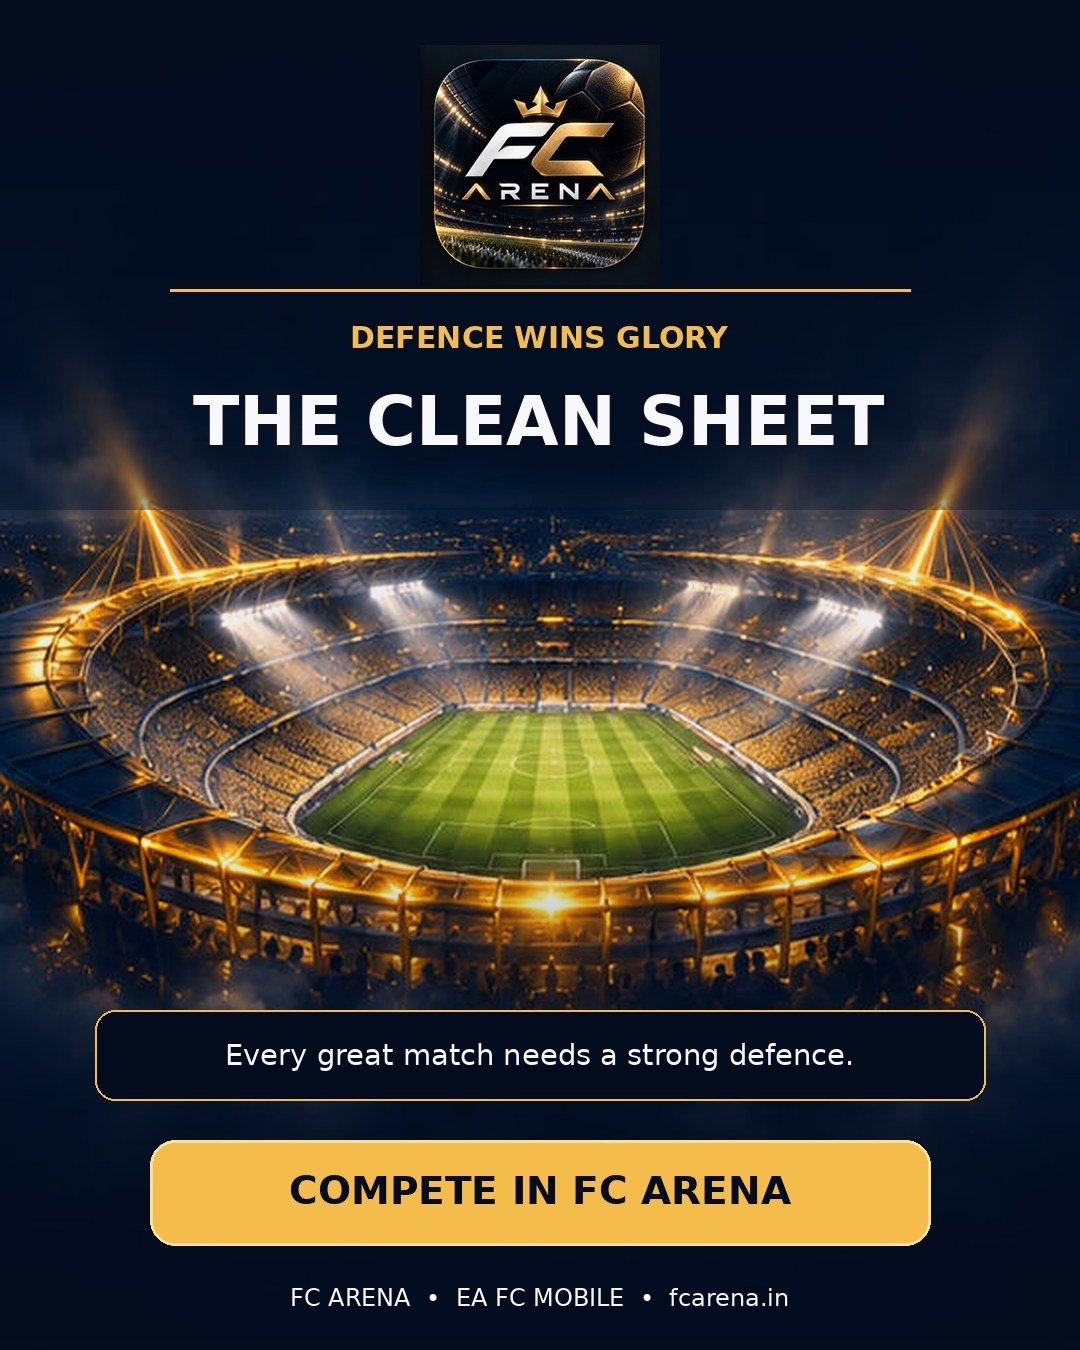 FC
ARENA
DEFENCE WINS GLORY
THE CLEAN SHEET
Every great match needs a strong defence.
COMPETE IN FC ARENA
FC ARENA • EA FC MOBILE • fcarena.in